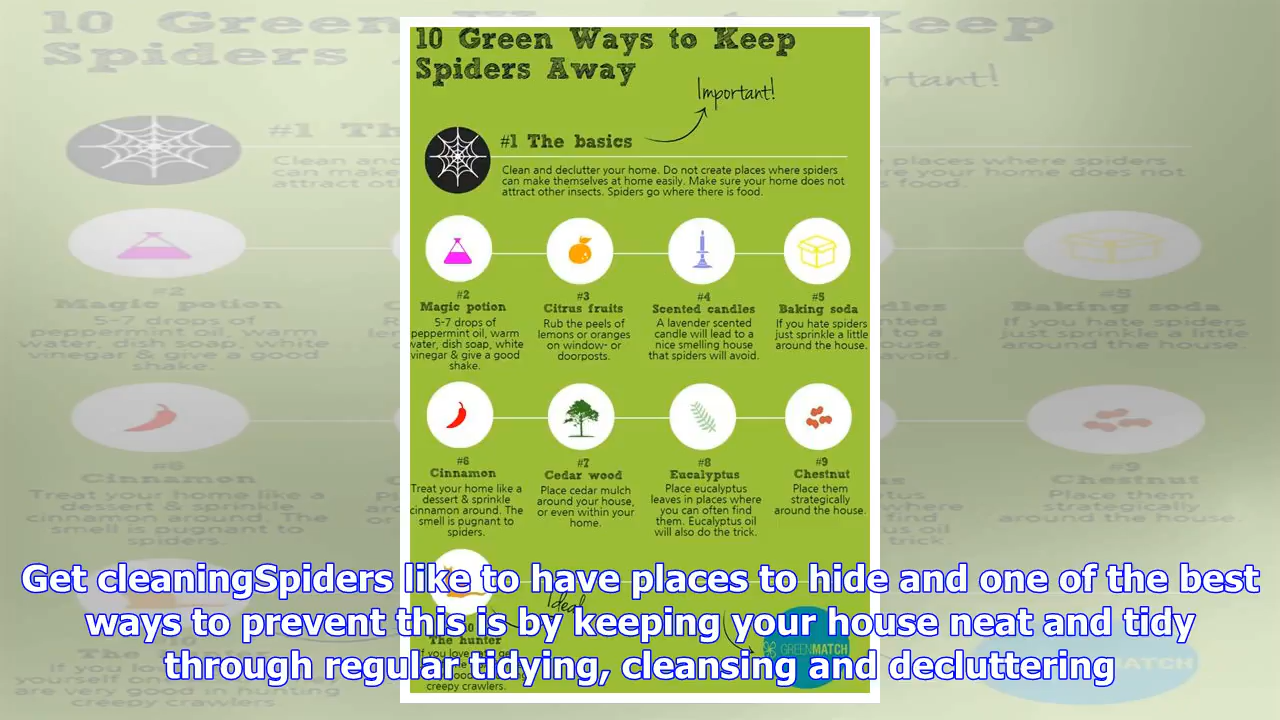 10 Green Ways to Keep
Spiders Away
Important!
#1 The basics
Clean and declutter your home. Do not create places where spiders
can make themselves at home easily. Make sure your home does not
attract other insects. Spiders go where there is food.
#2
Magic potion
5-7 drops of
peppermint oil, warm
water, dish soap, white
vinegar & give a good
shake.
#3
Citrus fruits
Rub the peels of
lemons or oranges
on window- or
doorposts.
#4
Scented candles
A lavender scented
candle will lead to a
nice smelling house
that spiders will avoid.
#5
Baking soda
If you hate spiders
just sprinkle a little
around the house.
#6
Cinnamon
Treat your home like a
dessert & sprinkle
cinnamon around. The
smell is pugnant to
spiders.
#7
Cedar wood
Place cedar mulch
around your house,
or even within your
home.
#8
Eucalyptus
Place eucalyptus
leaves in places where
you can often find
them. Eucalyptus oil
will also do the trick.
#9
Chestnut
Place them
strategically
around the house.
Ideal
The hunter
creepy crawlers.
GREENMATCH
Get cleaningSpiders like to have places to hide and one of the best
ways to prevent this is by keeping your house neat and tidy
through regular tidying, cleansing and decluttering